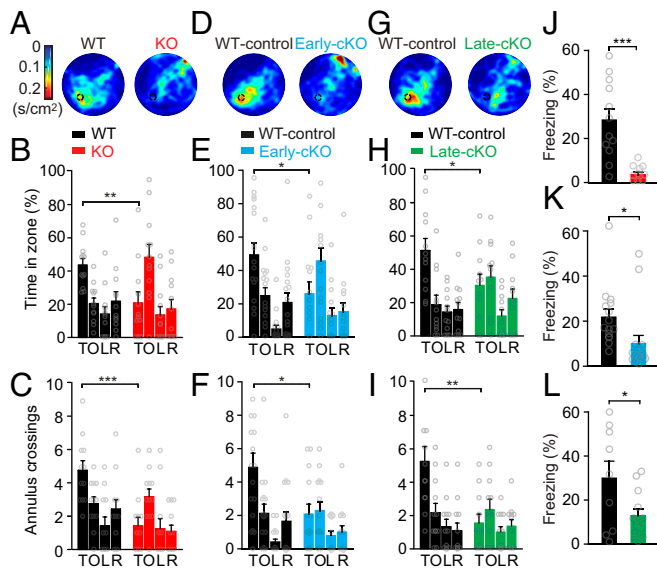 A
WT
KO
0
0.1
0.2
(s/cm²)
D
WT-control
Early-cKO
G
WT-control
Late-cKO
J
Freezing (%)
60
40
20
0
***
WT
KO
WT-control
Early-cKO
WT-control
Late-cKO
B
Time in zone (%)
100
80
60
40
20
0
**
TOLR TOLR
E
100
80
60
40
20
0
*
TOLR TOLR
H
100
80
60
40
20
0
*
TOLR TOLR
K
Freezing (%)
60
40
20
0
*
C
Annulus crossings
8
6
4
2
0
***
TOLR TOLR
F
10
8
6
4
2
0
*
TOLR TOLR
I
10
8
6
4
2
0
**
TOLR TOLR
L
Freezing (%)
60
40
20
0
*